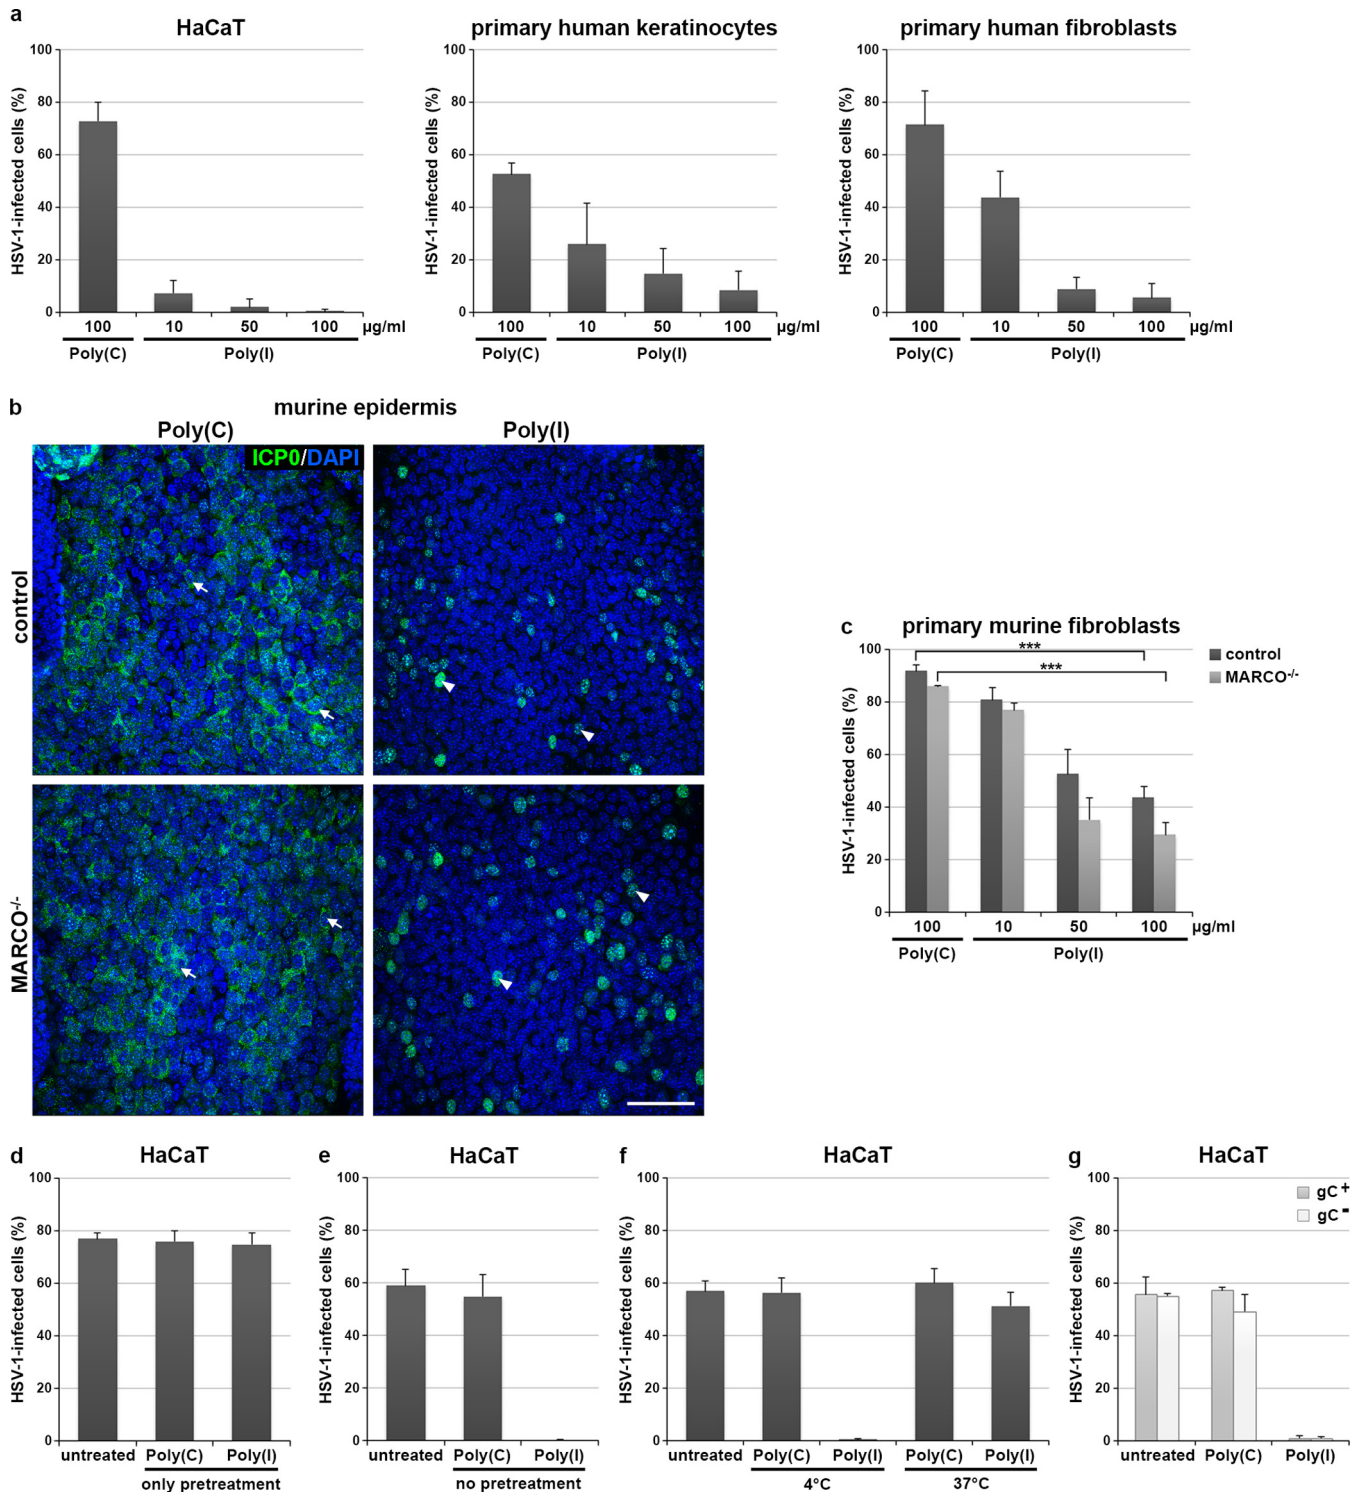 a
HaCaT
primary human keratinocytes
primary human fibroblasts
HSV-1-infected cells (%)
100
80
60
40
20
0
100 10 50 100 µg/ml
Poly(C) Poly(I)
HSV-1-infected cells (%)
100
80
60
40
20
0
100 10 50 100 µg/ml
Poly(C) Poly(I)
HSV-1-infected cells (%)
100
80
60
40
20
0
100 10 50 100 µg/ml
Poly(C) Poly(I)
b
murine epidermis
Poly(C) Poly(I)
ICP0/DAPI
control
MARCO-/-
c
primary murine fibroblasts
HSV-1-infected cells (%)
100
80
60
40
20
0
***
***
control
MARCO-/-
100 10 50 100 µg/ml
Poly(C) Poly(I)
d
HaCaT
HSV-1-infected cells (%)
100
80
60
40
20
0
untreated Poly(C) Poly(I)
only pretreatment
e
HaCaT
HSV-1-infected cells (%)
100
80
60
40
20
0
untreated Poly(C) Poly(I)
no pretreatment
f
HaCaT
HSV-1-infected cells (%)
100
80
60
40
20
0
untreated Poly(C) Poly(I) Poly(C) Poly(I)
4°C 37°C
g
HaCaT
HSV-1-infected cells (%)
100
80
60
40
20
0
gC+
gC-
untreated Poly(C) Poly(I)